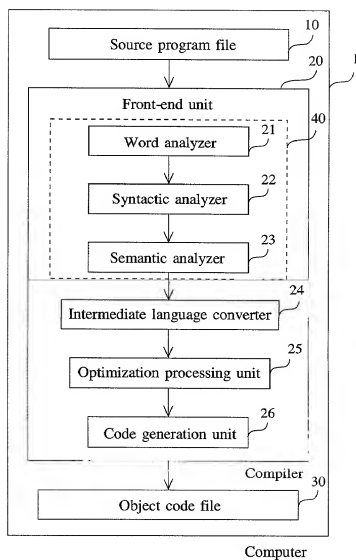 10
Source program file
1
20
Front-end unit
40
21
Word analyzer
22
Syntactic analyzer
23
Semantic analyzer
24
Intermediate language converter
25
Optimization processing unit
26
Code generation unit
Compiler
30
Object code file
Computer